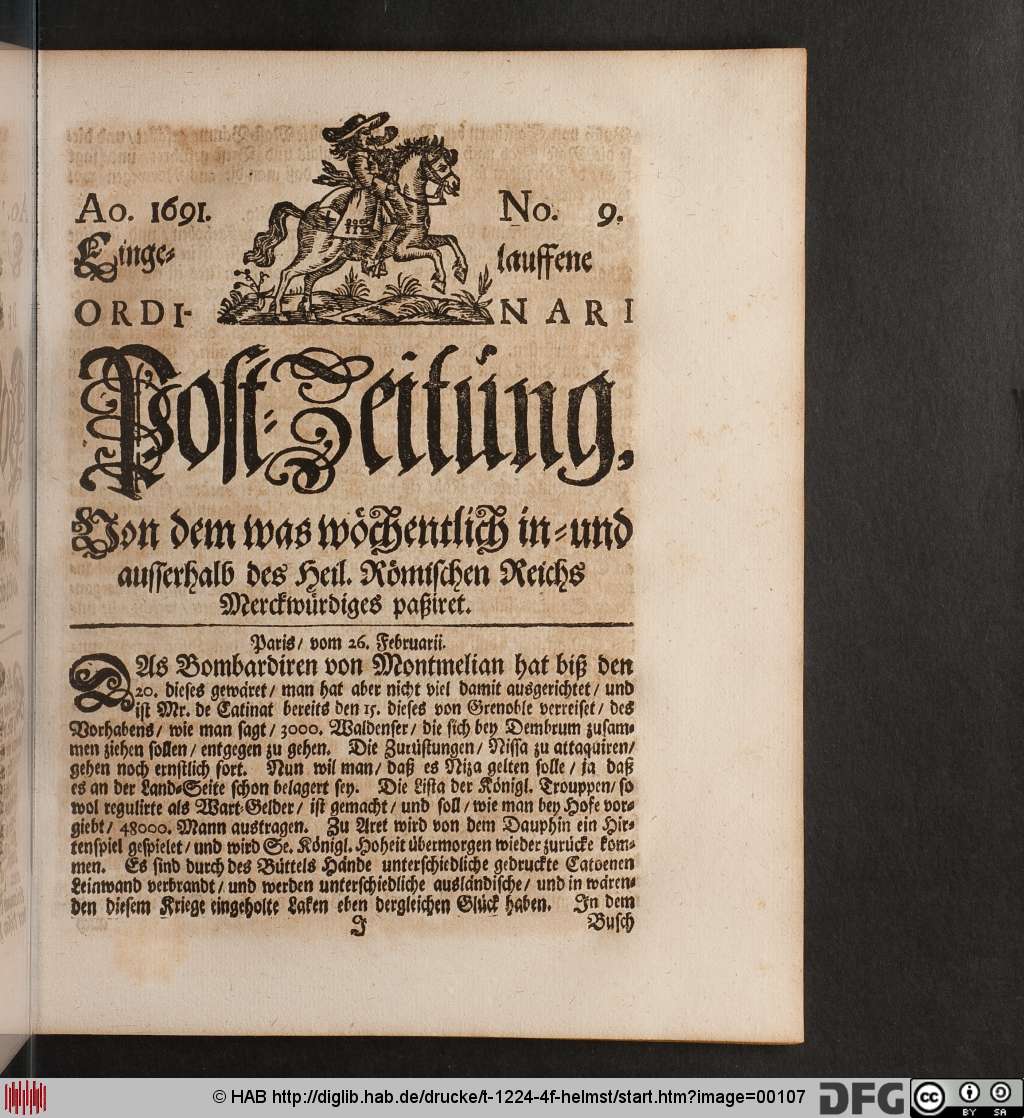 Ao. 1691. No. 9.
Einge- lauffene
ORDI- NARI
Post-Zeitung,
Von dem was wöchentlich in- und
ausserhalb des Heil. Römischen Reichs
Merckwürdiges paßiret.
Paris/ vom 26. Februarii.
DAs Bombardiren von Montmelian hat biß den
20. dieses gewäret/ man hat aber nicht viel damit ausgerichtet/ und
ist Mr. de Catinat bereits den 15. dieses von Grenoble verreiset/ des
Vorhabens/ wie man sagt/ 3000. Waldenser/ die sich bey Dembrum zusam-
men ziehen sollen/ entgegen zu gehen. Die Zurüstungen/ Nissa zu attaquiren/
gehen noch ernstlich fort. Nun wil man/ daß es Niza gelten solle/ ja daß
es an der Land-Seite schon belagert sey. Die Lista der Königl. Trouppen/ so
wol regulirte als Wart-Gelder/ ist gemacht/ und soll/ wie man bey Hofe vor-
giebt/ 48000. Mann austragen. Zu Aret wird von dem Dauphin ein Hir-
tenspiel gespielet/ und wird Se. Königl. Hoheit übermorgen wieder zurücke kom-
men. Es sind durch des Büttels Hände unterschiedliche gedruckte Catoenen
Leinwand verbrandt/ und werden unterschiedliche ausländische/ und in wären-
den diesem Kriege eingeholte Laken eben dergleichen Glück haben. In dem
J Busch
© HAB http://diglib.hab.de/drucke/t-1224-4f-helmst/start.htm?image=00107
DFG
cc
BY SA